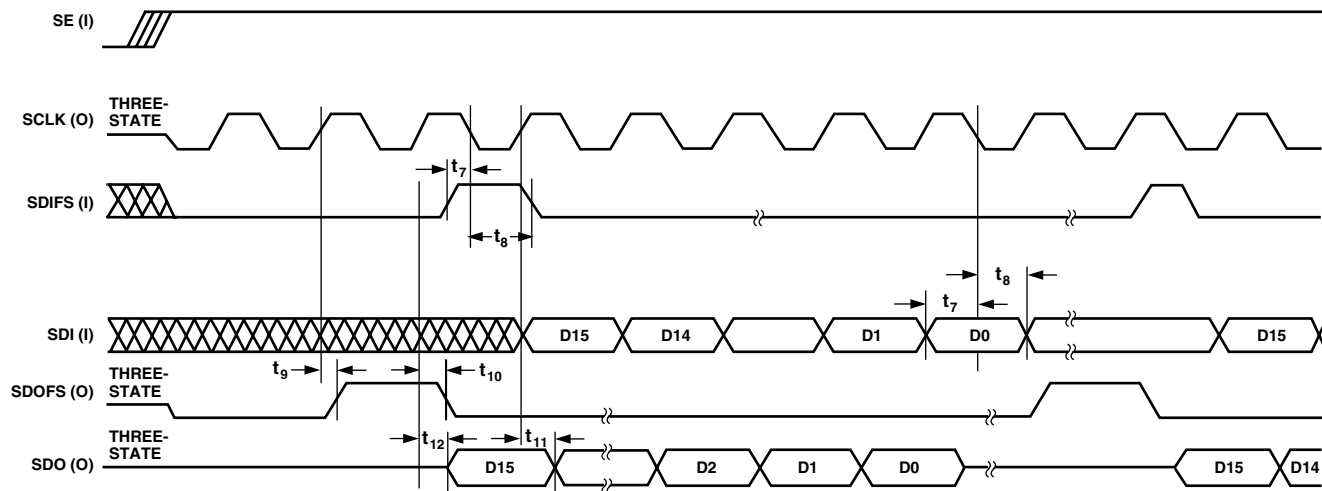 SE (I)
SCLK (O)
THREE-
STATE
SDIFS (I)
t7
t8
t8
t7
SDI (I)
D15
D14
D1
D0
D15
t9
THREE-
STATE
t10
SDOFS (O)
THREE-
STATE
t12
t11
SDO (O)
D15
D2
D1
D0
D15
D14